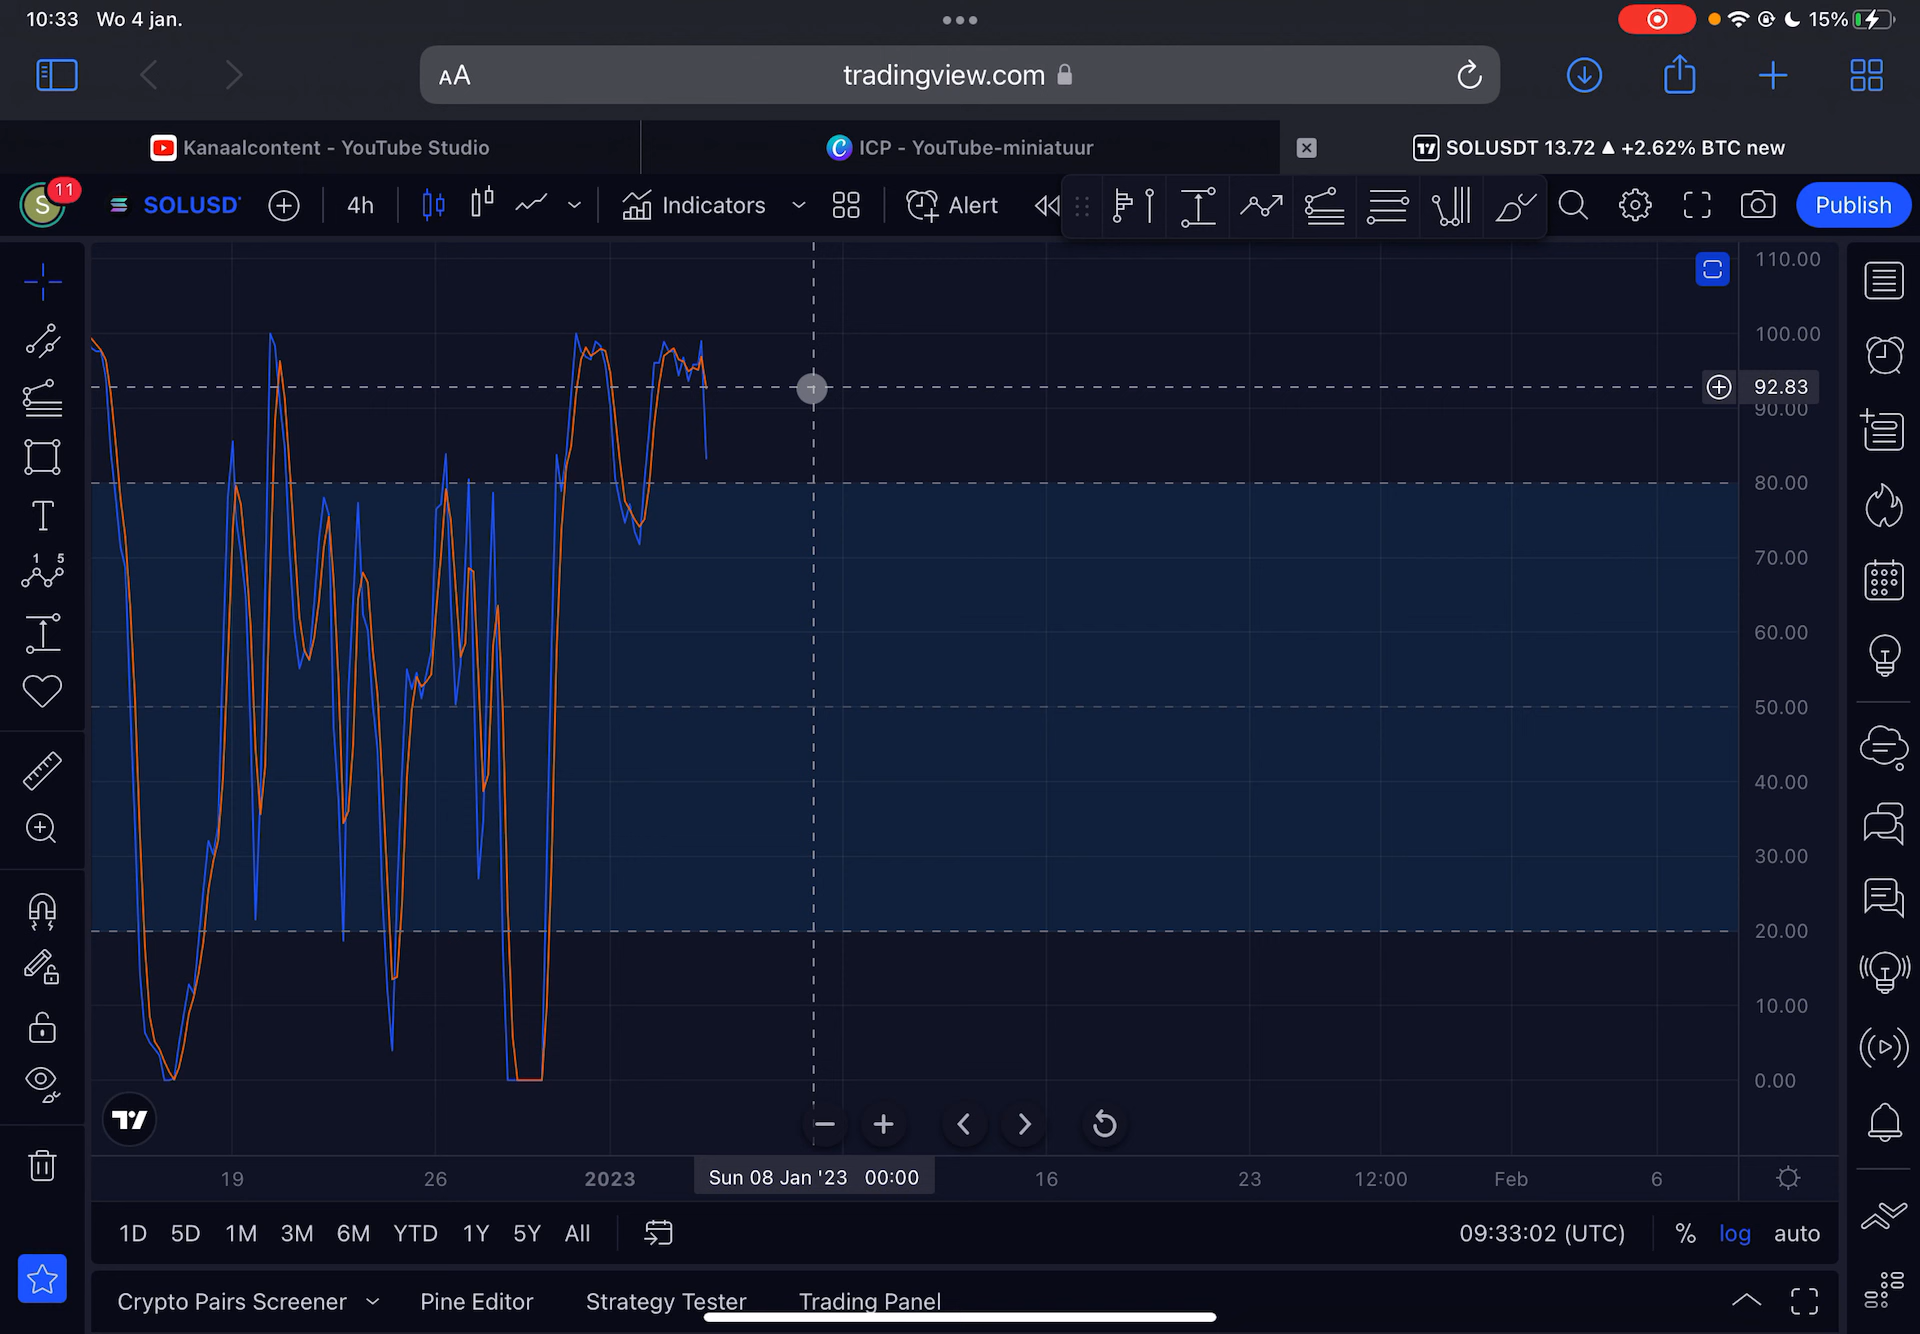 10:33 Wo 4 jan.
15%
AA
tradingview.com
Kanaalcontent - YouTube Studio
ICP - YouTube-miniatuur
SOLUSDT 13.72 ▲ +2.62% BTC new
S
11
SOLUSD
4h
Indicators
Alert
Publish
110.00
100.00
92.83
90.00
80.00
70.00
60.00
50.00
40.00
30.00
20.00
10.00
0.00
T
1 5
19
26
2023
Sun 08 Jan '23 00:00
16
23
12:00
Feb
6
1D 5D 1M 3M 6M YTD 1Y 5Y All
09:33:02 (UTC)
%
log
auto
Crypto Pairs Screener
Pine Editor
Strategy Tester
Trading Panel